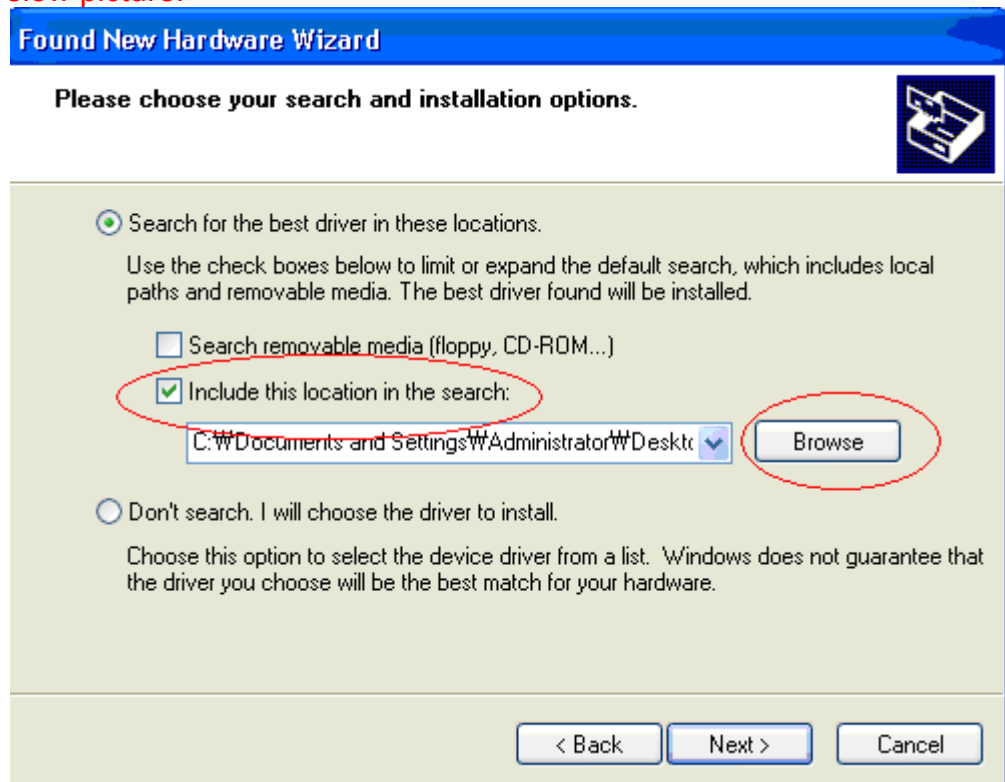 Found New Hardware Wizard
Please choose your search and installation options.
Search for the best driver in these locations.
Use the check boxes below to limit or expand the default search, which includes local
paths and removable media. The best driver found will be installed.
Search removable media (floppy, CD-ROM...)
Include this location in the search:
C:₩Documents and Settings₩Administrator₩Deskt
Browse
Don't search. I will choose the driver to install.
Choose this option to select the device driver from a list. Windows does not guarantee that
the driver you choose will be the best match for your hardware.
< Back Next > Cancel